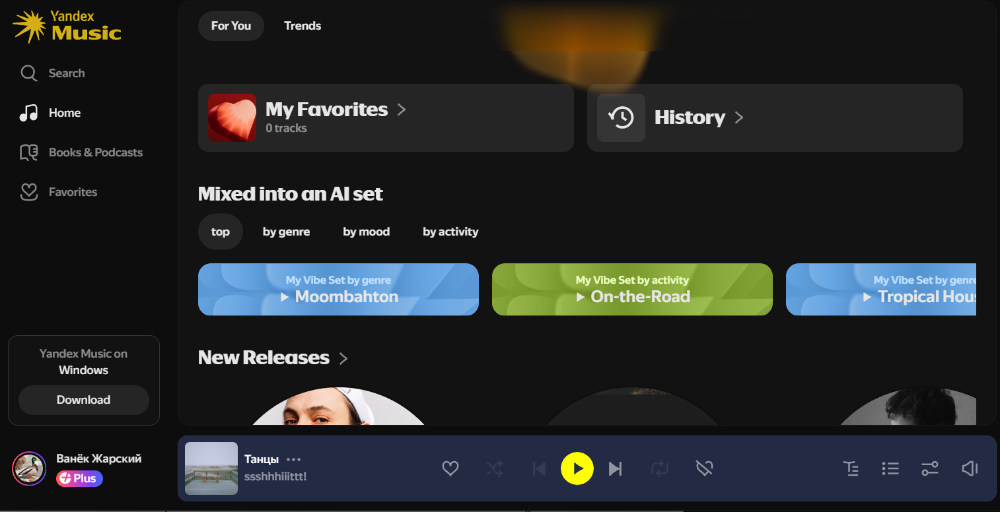 Yandex
Music
Search
Home
Books & Podcasts
Favorites
Yandex Music on
Windows
Download
Ванёк Жарский
Plus
For You
Trends
My Favorites
0 tracks
History
Mixed into an AI set
top
by genre
by mood
by activity
My Vibe Set by genre
Moombahton
My Vibe Set by activity
On-the-Road
My Vibe Set by genre
Tropical Hous
New Releases
Танцы
ssshhhiiittt!